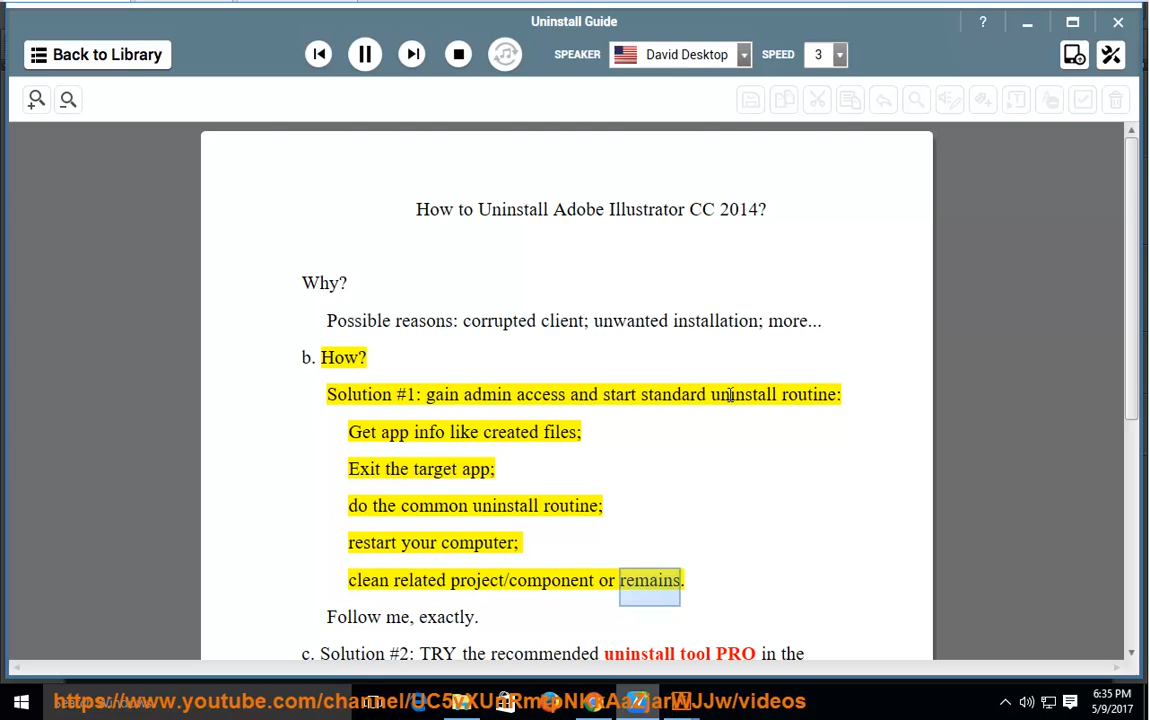 Uninstall Guide
?
Back to Library
SPEAKER
David Desktop
SPEED
3
How to Uninstall Adobe Illustrator CC 2014?
Why?
Possible reasons: corrupted client; unwanted installation; more...
b. How?
Solution #1: gain admin access and start standard uninstall routine:
Get app info like created files;
Exit the target app;
do the common uninstall routine;
restart your computer;
clean related project/component or remains.
Follow me, exactly.
c. Solution #2: TRY the recommended uninstall tool PRO in the
6:35 PM
5/9/2017